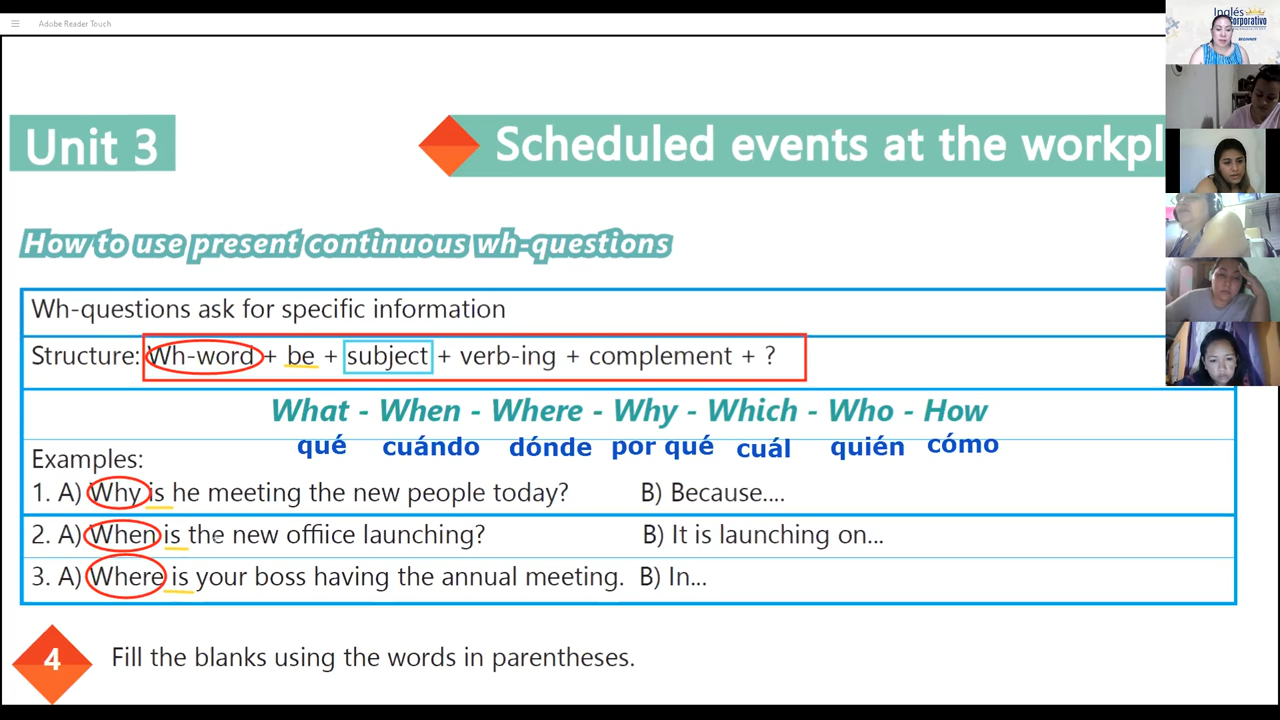 Adobe Reader Touch
Inglés
Corporativo
BEGINNER
Unit 3
Scheduled events at the workpl
How to use present continuous wh-questions
Wh-questions ask for specific information
Structure: Wh-word + be + subject + verb-ing + complement + ?
What - When - Where - Why - Which - Who - How
qué cuándo dónde por qué cuál quién cómo
Examples:
1. A) Why is he meeting the new people today? B) Because....
2. A) When is the new offiice launching? B) It is launching on...
3. A) Where is your boss having the annual meeting. B) In...
4 Fill the blanks using the words in parentheses.